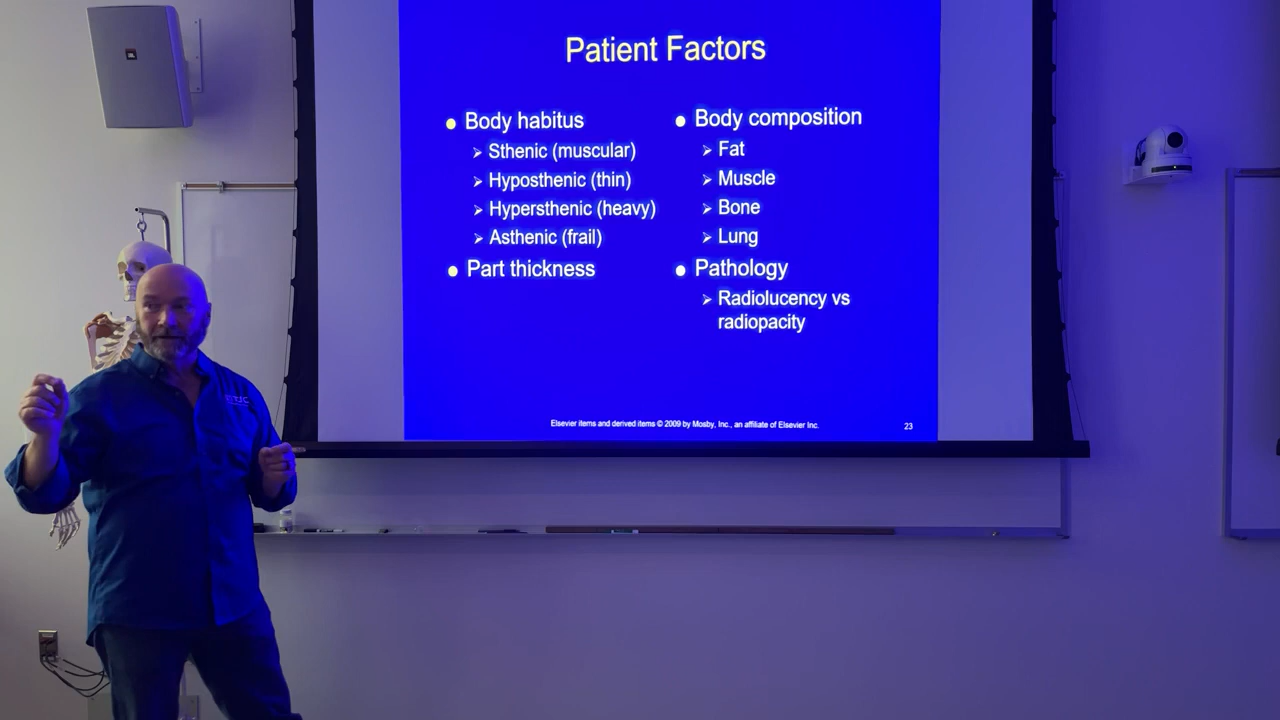 Patient Factors
Body habitus
Sthenic (muscular)
Hyposthenic (thin)
Hypersthenic (heavy)
Asthenic (frail)
Part thickness
Body composition
Fat
Muscle
Bone
Lung
Pathology
Radiolucency vs
radiopacity
Elsevier items and derived items © 2009 by Mosby, Inc., an affiliate of Elsevier Inc.
23
JBL